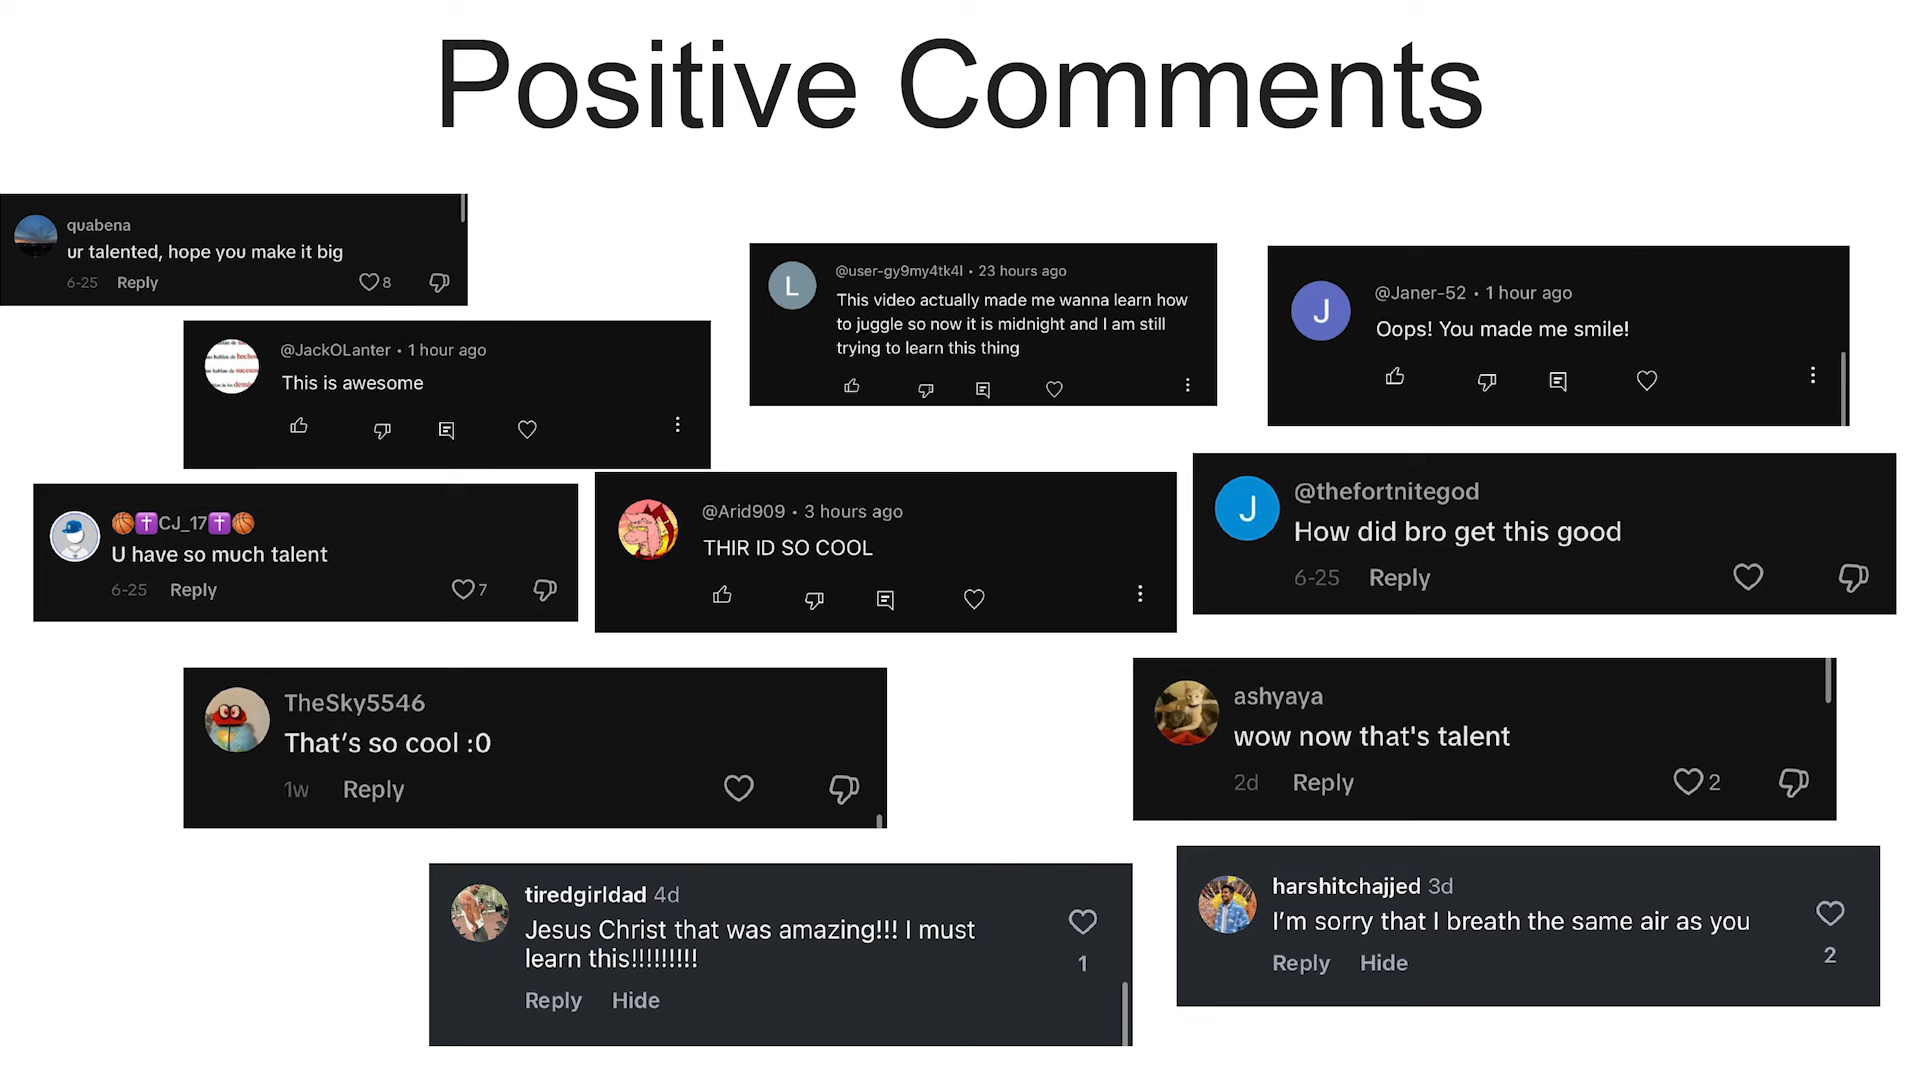 Positive Comments
quabena
ur talented, hope you make it big
6-25 Reply 8
@JackOLanter • 1 hour ago
This is awesome
L
@user-gy9my4tk4l • 23 hours ago
This video actually made me wanna learn how
to juggle so now it is midnight and I am still
trying to learn this thing
J
@Janer-52 • 1 hour ago
Oops! You made me smile!
🏀✝️CJ_17✝️🏀
U have so much talent
6-25 Reply 7
@Arid909 • 3 hours ago
THIR ID SO COOL
J
@thefortnitegod
How did bro get this good
6-25 Reply
TheSky5546
That's so cool :0
1w Reply
ashyaya
wow now that's talent
2d Reply 2
tiredgirldad 4d
Jesus Christ that was amazing!!! I must
learn this!!!!!!!!!
1
Reply Hide
harshitchajjed 3d
I'm sorry that I breath the same air as you
2
Reply Hide